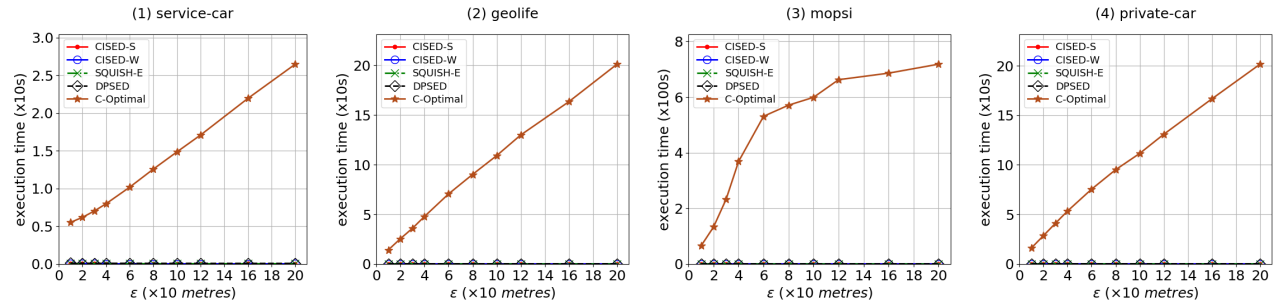 (1) service-car
execution time (x10s)
3.0
2.5
2.0
1.5
1.0
0.5
0.0
CISED-S
CISED-W
SQUISH-E
DPSED
C-Optimal
0 2 4 6 8 10 12 14 16 18 20
ε (×10 metres)
(2) geolife
execution time (x10s)
20
15
10
5
0
CISED-S
CISED-W
SQUISH-E
DPSED
C-Optimal
0 2 4 6 8 10 12 14 16 18 20
ε (×10 metres)
(3) mopsi
execution time (x100s)
8
6
4
2
0
CISED-S
CISED-W
SQUISH-E
DPSED
C-Optimal
0 2 4 6 8 10 12 14 16 18 20
ε (×10 metres)
(4) private-car
execution time (x10s)
20
15
10
5
0
CISED-S
CISED-W
SQUISH-E
DPSED
C-Optimal
0 2 4 6 8 10 12 14 16 18 20
ε (×10 metres)